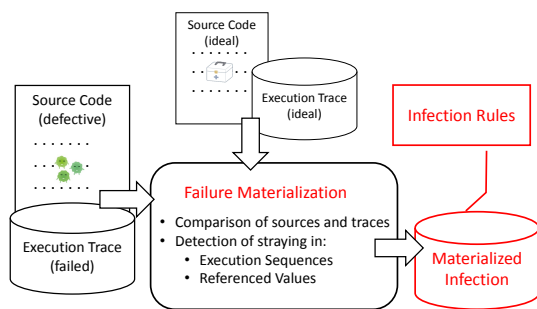 Source Code
(ideal)
Execution Trace
(ideal)
Source Code
(defective)
Execution Trace
(failed)
Failure Materialization
• Comparison of sources and traces
• Detection of straying in:
• Execution Sequences
• Referenced Values
Infection Rules
Materialized
Infection